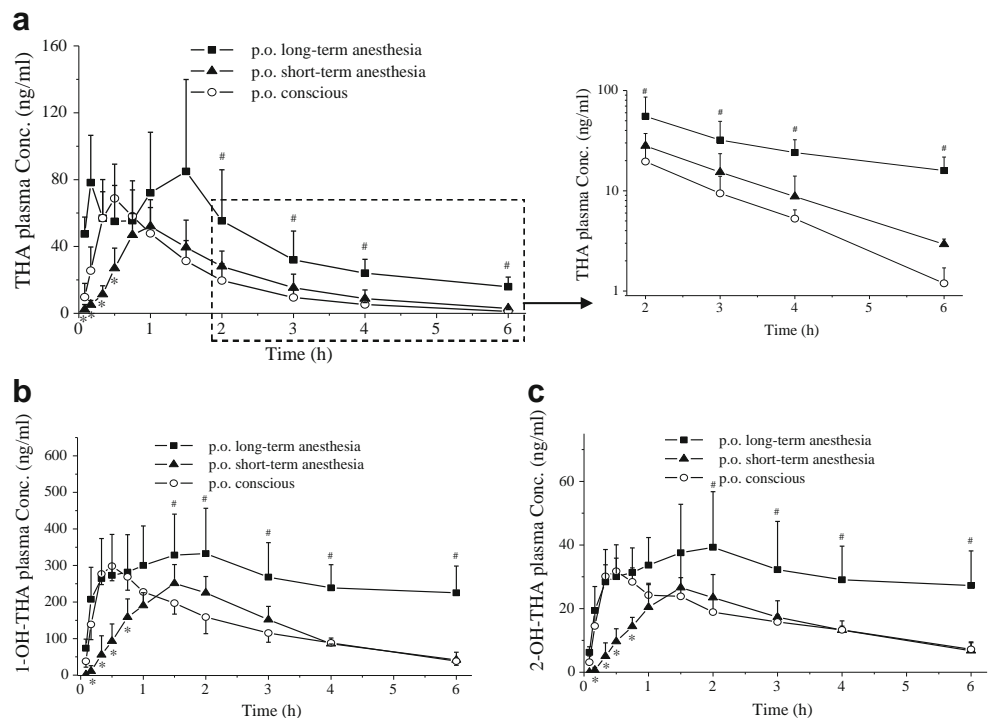 a
p.o. long-term anesthesia
p.o. short-term anesthesia
p.o. conscious
THA plasma Conc. (ng/ml)
160
120
80
40
0
# # # #
* * * *
0 1 2 3 4 5 6
Time (h)
THA plasma Conc. (ng/ml)
100
10
1
# # # #
2 3 4 5 6
Time (h)
b
p.o. long-term anesthesia
p.o. short-term anesthesia
p.o. conscious
1-OH-THA plasma Conc. (ng/ml)
600
500
400
300
200
100
0
# # # # #
* * * *
0 1 2 3 4 5 6
Time (h)
c
p.o. long-term anesthesia
p.o. short-term anesthesia
p.o. conscious
2-OH-THA plasma Conc. (ng/ml)
60
40
20
0
# # # #
* * * *
0 1 2 3 4 5 6
Time (h)